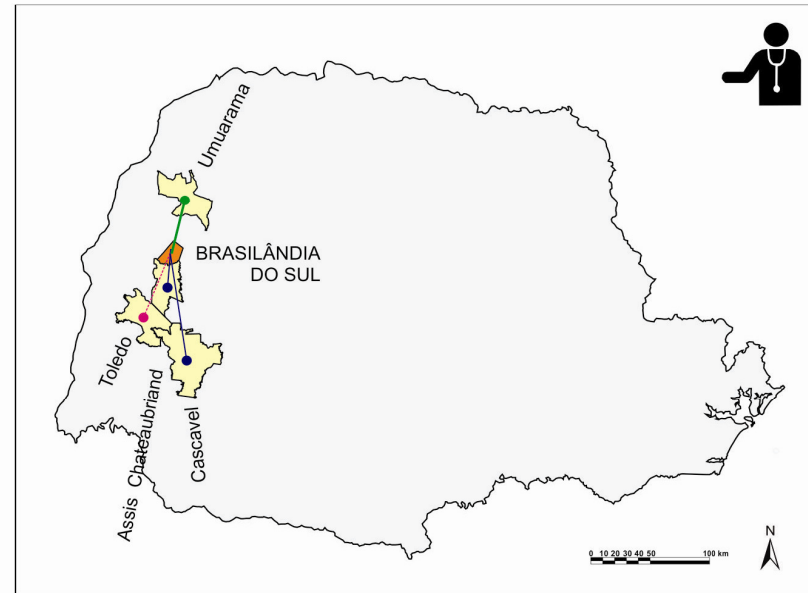 Umuarama
BRASILÂNDIA
DO SUL
Toledo
Assis Chateaubriand
Cascavel
N
0 10 20 30 40 50 100 km